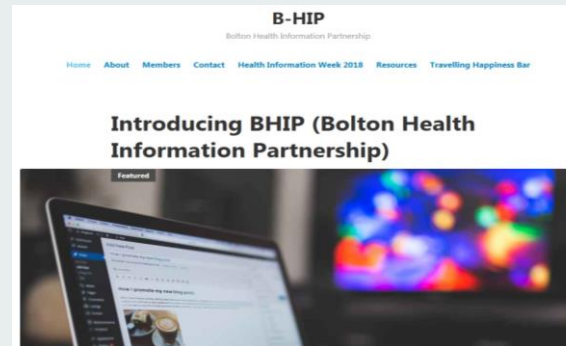 B-HIP
Bolton Health Information Partnership
Home About Members Contact Health Information Week 2018 Resources Travelling Happiness Bar
Introducing BHIP (Bolton Health
Information Partnership)
Featured